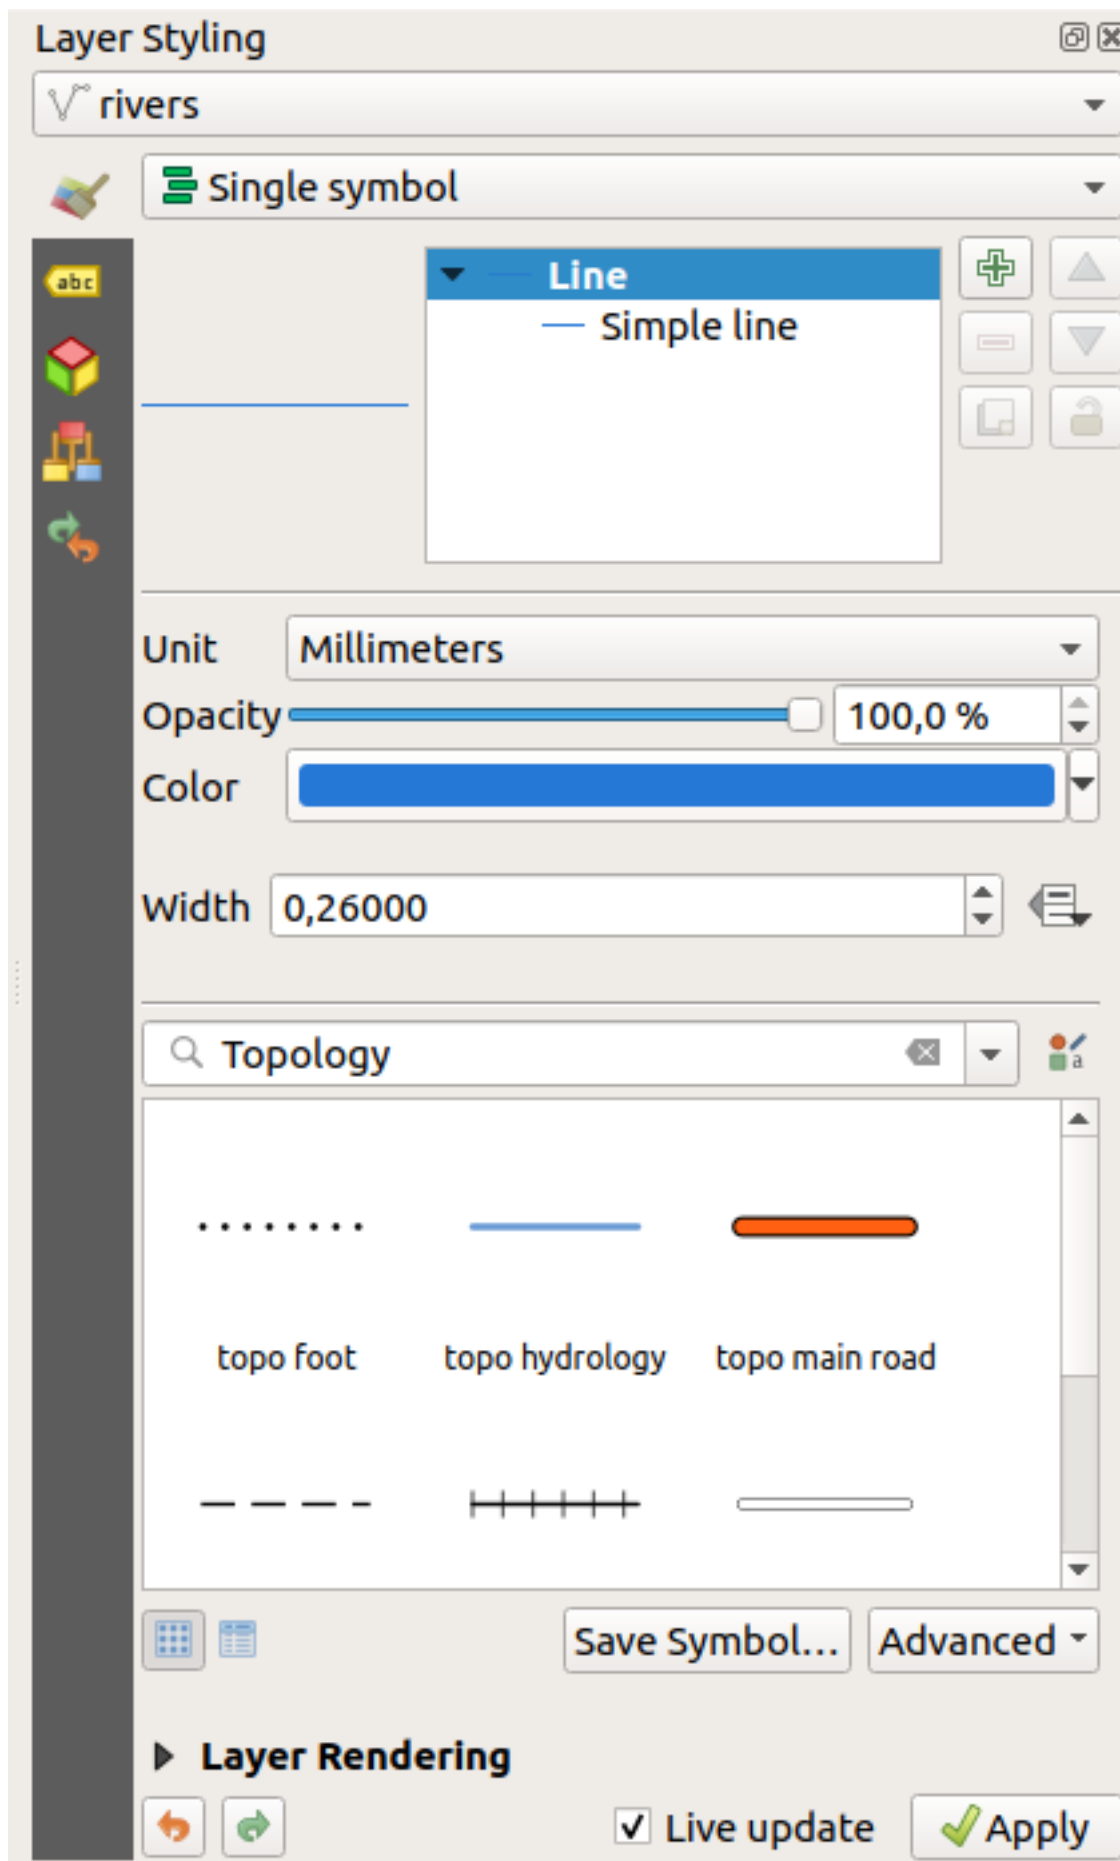 Layer Styling
rivers
Single symbol
abc
Line
Simple line
Unit Millimeters
Opacity 100,0 %
Color
Width 0,26000
Topology
a
topo foot topo hydrology topo main road
Save Symbol... Advanced
Layer Rendering
Live update Apply